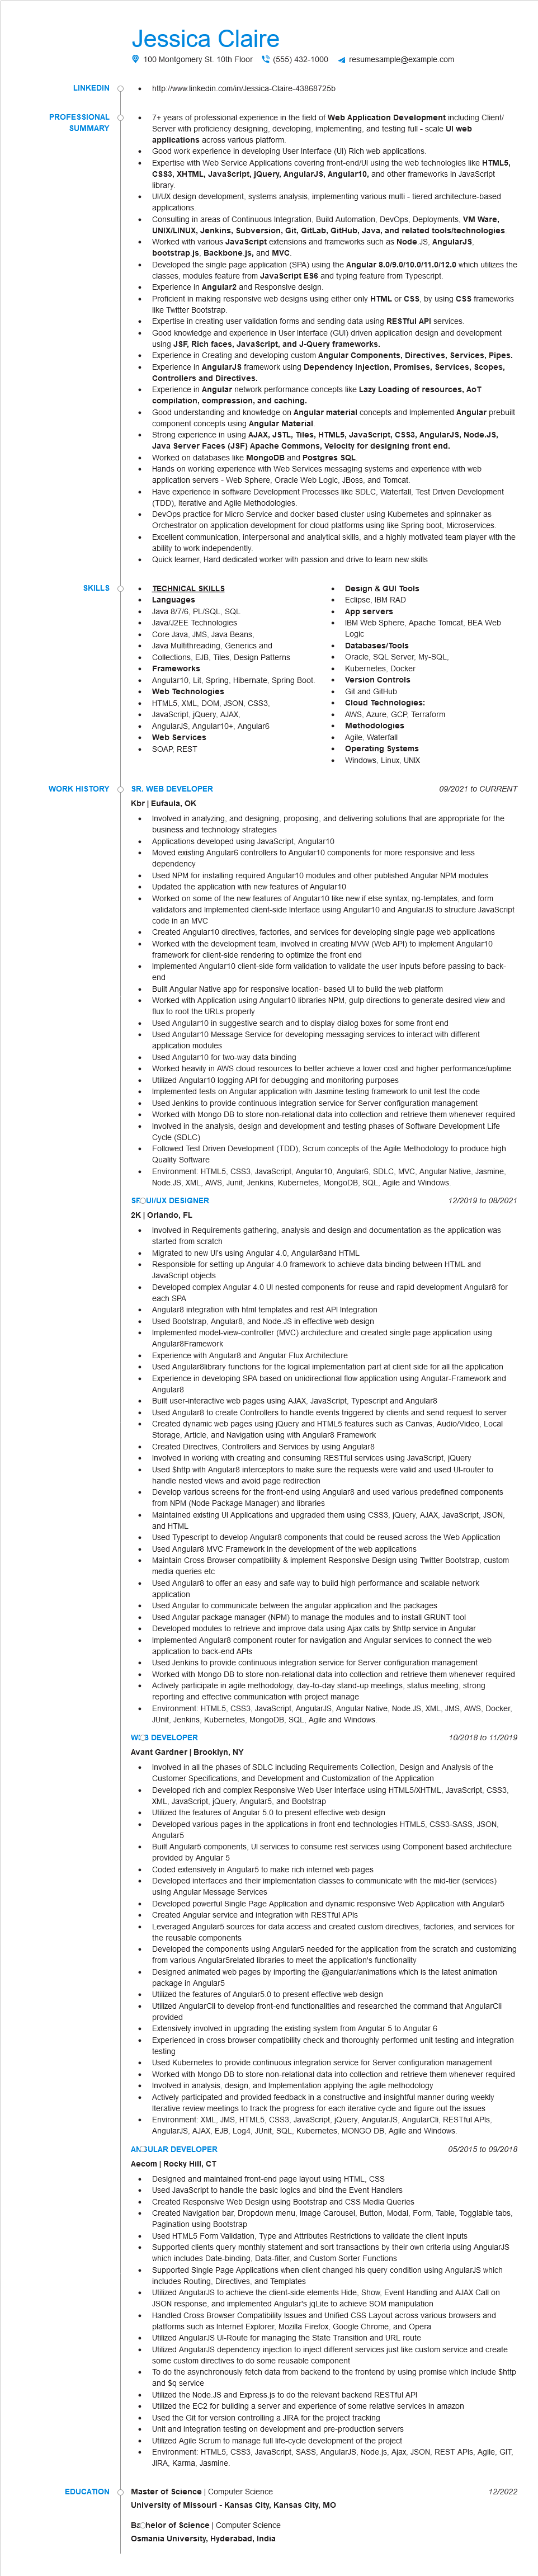 Jessica Claire
100 Montgomery St. 10th Floor (555) 432-1000 resumesample@example.com
LINKEDIN
http://www.linkedin.com/in/Jessica-Claire-43868725b
PROFESSIONAL
SUMMARY
7+ years of professional experience in the field of Web Application Development including Client/
Server with proficiency designing, developing, implementing, and testing full - scale UI web
applications across various platform.
Good work experience in developing User Interface (UI) Rich web applications.
Expertise with Web Service Applications covering front-end/UI using the web technologies like HTML5,
CSS3, XHTML, JavaScript, jQuery, AngularJS, Angular10, and other frameworks in JavaScript
library.
UI/UX design development, systems analysis, implementing various multi - tiered architecture-based
applications.
Consulting in areas of Continuous Integration, Build Automation, DevOps, Deployments, VM Ware,
UNIX/LINUX, Jenkins, Subversion, Git, GitLab, GitHub, Java, and related tools/technologies.
Worked with various JavaScript extensions and frameworks such as Node.JS, AngularJS,
bootstrap.js, Backbone.js, and MVC.
Developed the single page application (SPA) using the Angular 8.0/9.0/10.0/11.0/12.0 which utilizes the
classes, modules feature from JavaScript ES6 and typing feature from Typescript.
Experience in Angular2 and Responsive design.
Proficient in making responsive web designs using either only HTML or CSS, by using CSS frameworks
like Twitter Bootstrap.
Expertise in creating user validation forms and sending data using RESTful API services.
Good knowledge and experience in User Interface (GUI) driven application design and development
using JSF, Rich faces, JavaScript, and J-Query frameworks.
Experience in Creating and developing custom Angular Components, Directives, Services, Pipes.
Experience in AngularJS framework using Dependency Injection, Promises, Services, Scopes,
Controllers and Directives.
Experience in Angular network performance concepts like Lazy Loading of resources, AoT
compilation, compression, and caching.
Good understanding and knowledge on Angular material concepts and Implemented Angular prebuilt
component concepts using Angular Material.
Strong experience in using AJAX, JSTL, Tiles, HTML5, JavaScript, CSS3, AngularJS, Node.JS,
Java Server Faces (JSF) Apache Commons, Velocity for designing front end.
Worked on databases like MongoDB and Postgres SQL.
Hands on working experience with Web Services messaging systems and experience with web
application servers - Web Sphere, Oracle Web Logic, JBoss, and Tomcat.
Have experience in software Development Processes like SDLC, Waterfall, Test Driven Development
(TDD), Iterative and Agile Methodologies.
DevOps practice for Micro Service and docker based cluster using Kubernetes and spinnaker as
Orchestrator on application development for cloud platforms using like Spring boot, Microservices.
Excellent communication, interpersonal and analytical skills, and a highly motivated team player with the
ability to work independently.
Quick learner, Hard dedicated worker with passion and drive to learn new skills
SKILLS
TECHNICAL SKILLS
Languages
Java 8/7/6, PL/SQL, SQL
Java/J2EE Technologies
Core Java, JMS, Java Beans,
Java Multithreading, Generics and
Collections, EJB, Tiles, Design Patterns
Frameworks
Angular10, Lit, Spring, Hibernate, Spring Boot.
Web Technologies
HTML5, XML, DOM, JSON, CSS3,
JavaScript, jQuery, AJAX,
AngularJS, Angular10+, Angular6
Web Services
SOAP, REST
Design & GUI Tools
Eclipse, IBM RAD
App servers
IBM Web Sphere, Apache Tomcat, BEA Web
Logic
Databases/Tools
Oracle, SQL Server, My-SQL,
Kubernetes, Docker
Version Controls
Git and GitHub
Cloud Technologies:
AWS, Azure, GCP, Terraform
Methodologies
Agile, Waterfall
Operating Systems
Windows, Linux, UNIX
WORK HISTORY
SR. WEB DEVELOPER 09/2021 to CURRENT
Kbr | Eufaula, OK
Involved in analyzing, and designing, proposing, and delivering solutions that are appropriate for the
business and technology strategies
Applications developed using JavaScript, Angular10
Moved existing Angular6 controllers to Angular10 components for more responsive and less
dependency
Used NPM for installing required Angular10 modules and other published Angular NPM modules
Updated the application with new features of Angular10
Worked on some of the new features of Angular10 like new if else syntax, ng-templates, and form
validators and Implemented client-side Interface using Angular10 and AngularJS to structure JavaScript
code in an MVC
Created Angular10 directives, factories, and services for developing single page web applications
Worked with the development team, involved in creating MVW (Web API) to implement Angular10
framework for client-side rendering to optimize the front end
Implemented Angular10 client-side form validation to validate the user inputs before passing to back-
end
Built Angular Native app for responsive location- based UI to build the web platform
Worked with Application using Angular10 libraries NPM, gulp directions to generate desired view and
flux to root the URLs properly
Used Angular10 in suggestive search and to display dialog boxes for some front end
Used Angular10 Message Service for developing messaging services to interact with different
application modules
Used Angular10 for two-way data binding
Worked heavily in AWS cloud resources to better achieve a lower cost and higher performance/uptime
Utilized Angular10 logging API for debugging and monitoring purposes
Implemented tests on Angular application with Jasmine testing framework to unit test the code
Used Jenkins to provide continuous integration service for Server configuration management
Worked with Mongo DB to store non-relational data into collection and retrieve them whenever required
Involved in the analysis, design and development and testing phases of Software Development Life
Cycle (SDLC)
Followed Test Driven Development (TDD), Scrum concepts of the Agile Methodology to produce high
Quality Software
Environment: HTML5, CSS3, JavaScript, Angular10, Angular6, SDLC, MVC, Angular Native, Jasmine,
Node.JS, XML, AWS, Junit, Jenkins, Kubernetes, MongoDB, SQL, Agile and Windows.
SR UI/UX DESIGNER 12/2019 to 08/2021
2K | Orlando, FL
Involved in Requirements gathering, analysis and design and documentation as the application was
started from scratch
Migrated to new UI's using Angular 4.0, Angular8and HTML
Responsible for setting up Angular 4.0 framework to achieve data binding between HTML and
JavaScript objects
Developed complex Angular 4.0 UI nested components for reuse and rapid development Angular8 for
each SPA
Angular8 integration with html templates and rest API Integration
Used Bootstrap, Angular8, and Node.JS in effective web design
Implemented model-view-controller (MVC) architecture and created single page application using
Angular8Framework
Experience with Angular8 and Angular Flux Architecture
Used Angular8library functions for the logical implementation part at client side for all the application
Experience in developing SPA based on unidirectional flow application using Angular-Framework and
Angular8
Built user-interactive web pages using AJAX, JavaScript, Typescript and Angular8
Used Angular8 to create Controllers to handle events triggered by clients and send request to server
Created dynamic web pages using jQuery and HTML5 features such as Canvas, Audio/Video, Local
Storage, Article, and Navigation using with Angular8 Framework
Created Directives, Controllers and Services by using Angular8
Involved in working with creating and consuming RESTful services using JavaScript, jQuery
Used $http with Angular8 interceptors to make sure the requests were valid and used UI-router to
handle nested views and avoid page redirection
Develop various screens for the front-end using Angular8 and used various predefined components
from NPM (Node Package Manager) and libraries
Maintained existing UI Applications and upgraded them using CSS3, jQuery, AJAX, JavaScript, JSON,
and HTML
Used Typescript to develop Angular8 components that could be reused across the Web Application
Used Angular8 MVC Framework in the development of the web applications
Maintain Cross Browser compatibility & implement Responsive Design using Twitter Bootstrap, custom
media queries etc
Used Angular8 to offer an easy and safe way to build high performance and scalable network
application
Used Angular to communicate between the angular application and the packages
Used Angular package manager (NPM) to manage the modules and to install GRUNT tool
Developed modules to retrieve and improve data using Ajax calls by $http service in Angular
Implemented Angular8 component router for navigation and Angular services to connect the web
application to back-end APIs
Used Jenkins to provide continuous integration service for Server configuration management
Worked with Mongo DB to store non-relational data into collection and retrieve them whenever required
Actively participate in agile methodology, day-to-day stand-up meetings, status meeting, strong
reporting and effective communication with project manage
Environment: HTML5, CSS3, JavaScript, AngularJS, Angular Native, Node.JS, XML, JMS, AWS, Docker,
JUnit, Jenkins, Kubernetes, MongoDB, SQL, Agile and Windows.
WEB DEVELOPER 10/2018 to 11/2019
Avant Gardner | Brooklyn, NY
Involved in all the phases of SDLC including Requirements Collection, Design and Analysis of the
Customer Specifications, and Development and Customization of the Application
Developed rich and complex Responsive Web User Interface using HTML5/XHTML, JavaScript, CSS3,
XML, JavaScript, jQuery, Angular5, and Bootstrap
Utilized the features of Angular 5.0 to present effective web design
Developed various pages in the applications in front end technologies HTML5, CSS3-SASS, JSON,
Angular5
Built Angular5 components, UI services to consume rest services using Component based architecture
provided by Angular 5
Coded extensively in Angular5 to make rich internet web pages
Developed interfaces and their implementation classes to communicate with the mid-tier (services)
using Angular Message Services
Developed powerful Single Page Application and dynamic responsive Web Application with Angular5
Created Angular service and integration with RESTful APIs
Leveraged Angular5 sources for data access and created custom directives, factories, and services for
the reusable components
Developed the components using Angular5 needed for the application from the scratch and customizing
from various Angular5related libraries to meet the application's functionality
Designed animated web pages by importing the @angular/animations which is the latest animation
package in Angular5
Utilized the features of Angular5.0 to present effective web design
Utilized AngularCli to develop front-end functionalities and researched the command that AngularCli
provided
Extensively involved in upgrading the existing system from Angular 5 to Angular 6
Experienced in cross browser compatibility check and thoroughly performed unit testing and integration
testing
Used Kubernetes to provide continuous integration service for Server configuration management
Worked with Mongo DB to store non-relational data into collection and retrieve them whenever required
Involved in analysis, design, and Implementation applying the agile methodology
Actively participated and provided feedback in a constructive and insightful manner during weekly
Iterative review meetings to track the progress for each iterative cycle and figure out the issues
Environment: XML, JMS, HTML5, CSS3, JavaScript, jQuery, AngularJS, AngularCli, RESTful APIs,
AngularJS, AJAX, EJB, Log4, JUnit, SQL, Kubernetes, MONGO DB, Agile and Windows.
ANGULAR DEVELOPER 05/2015 to 09/2018
Aecom | Rocky Hill, CT
Designed and maintained front-end page layout using HTML, CSS
Used JavaScript to handle the basic logics and bind the Event Handlers
Created Responsive Web Design using Bootstrap and CSS Media Queries
Created Navigation bar, Dropdown menu, Image Carousel, Button, Modal, Form, Table, Togglable tabs,
Pagination using Bootstrap
Used HTML5 Form Validation, Type and Attributes Restrictions to validate the client inputs
Supported clients query monthly statement and sort transactions by their own criteria using AngularJS
which includes Date-binding, Data-filter, and Custom Sorter Functions
Supported Single Page Applications when client changed his query condition using AngularJS which
includes Routing, Directives, and Templates
Utilized AngularJS to achieve the client-side elements Hide, Show, Event Handling and AJAX Call on
JSON response, and implemented Angular's jqLite to achieve SOM manipulation
Handled Cross Browser Compatibility Issues and Unified CSS Layout across various browsers and
platforms such as Internet Explorer, Mozilla Firefox, Google Chrome, and Opera
Utilized AngularJS UI-Route for managing the State Transition and URL route
Utilized AngularJS dependency injection to inject different services just like custom service and create
some custom directives to do some reusable component
To do the asynchronously fetch data from backend to the frontend by using promise which include $http
and $q service
Utilized the Node.JS and Express.js to do the relevant backend RESTful API
Utilized the EC2 for building a server and experience of some relative services in amazon
Used the Git for version controlling a JIRA for the project tracking
Unit and Integration testing on development and pre-production servers
Utilized Agile Scrum to manage full life-cycle development of the project
Environment: HTML5, CSS3, JavaScript, SASS, AngularJS, Node.js, Ajax, JSON, REST APIs, Agile, GIT,
JIRA, Karma, Jasmine.
EDUCATION
Master of Science | Computer Science 12/2022
University of Missouri - Kansas City, Kansas City, MO
Bachelor of Science | Computer Science
Osmania University, Hyderabad, India